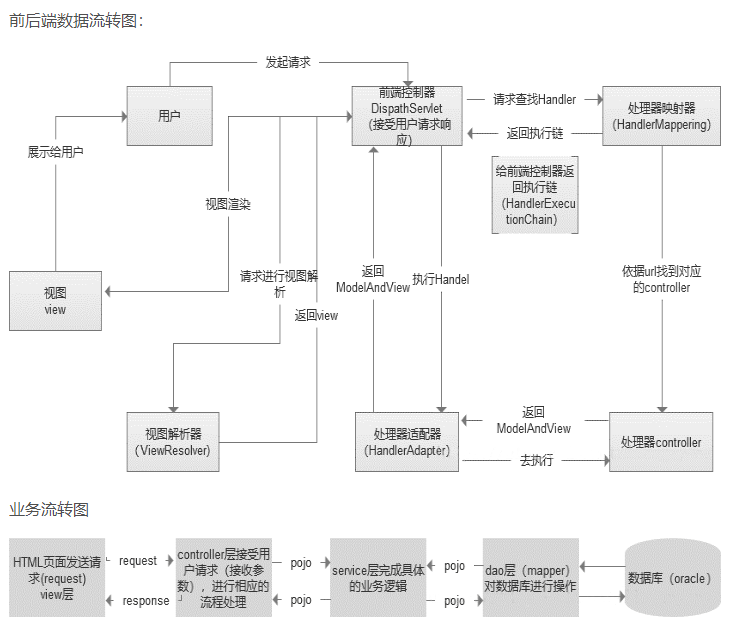 前后端数据流转图：
发起请求
用户
前端控制器
DispathServlet
（接受用户请求响
应）
请求查找Handler
返回执行链
处理器映射器
（HandlerMappering）
展示给用户
给前端控制器返
回执行链
（HandlerExecu
tionChain）
视图渲染
视图
view
请求进行视图解
析
返回view
返回
ModelAndView
执行Handel
依据url找到对应
的controller
视图解析器
（ViewResolver）
处理器适配器
（HandlerAdapter）
返回
ModelAndView
去执行
处理器controller
业务流转图
HTML页面发送请
求(request)
view层
request
response
controller层接受用
户请求（接收参
数），进行相应的
流程处理
pojo
pojo
service层完成具体
的业务逻辑
pojo
pojo
dao层（mapper）
对数据库进行操作
数据库（oracle）